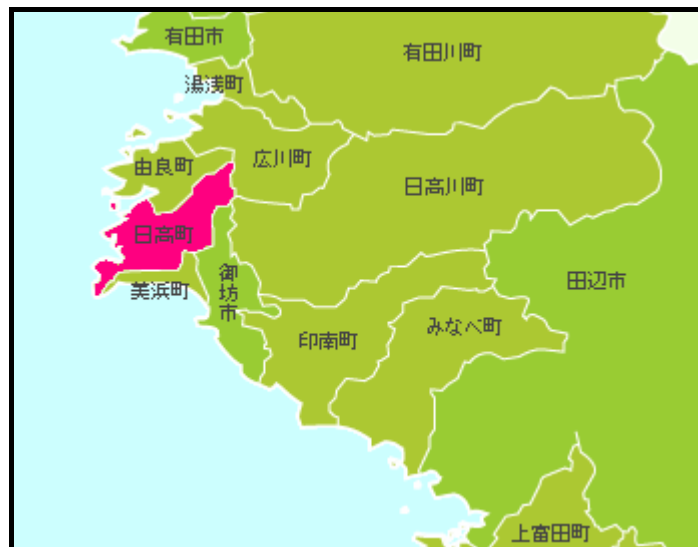 有田市
有田川町
湯浅町
広川町
由良町
日高川町
日高町
御坊市
田辺市
美浜町
印南町
みなべ町
上富田町